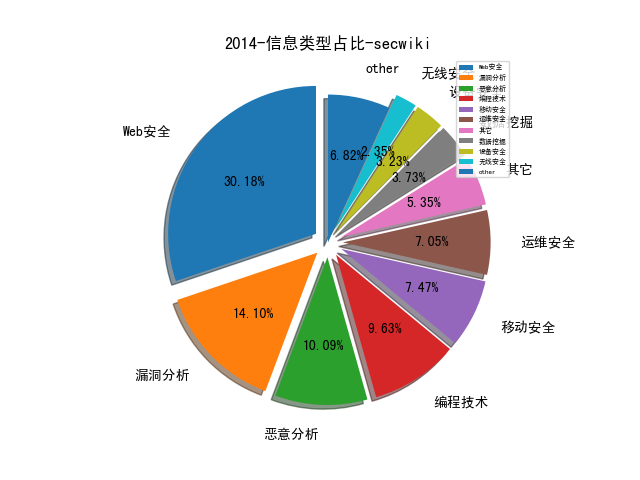 2014-信息类型占比-secwiki
other
无线安全
Web安全
漏洞分析
恶意分析
编程技术
移动安全
运维安全
其它
数据挖掘
设备安全
无线安全
other
挖掘
Web安全
6.82%
2.35%
3.23%
3.73%
其它
30.18%
5.35%
7.05%
运维安全
7.47%
14.10%
9.63%
移动安全
10.09%
漏洞分析
编程技术
恶意分析